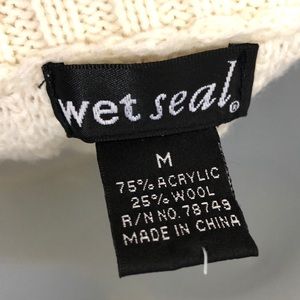 wet seal®
M
75% ACRYLIC
25% WOOL
R/N NO. 78749
MADE IN CHINA